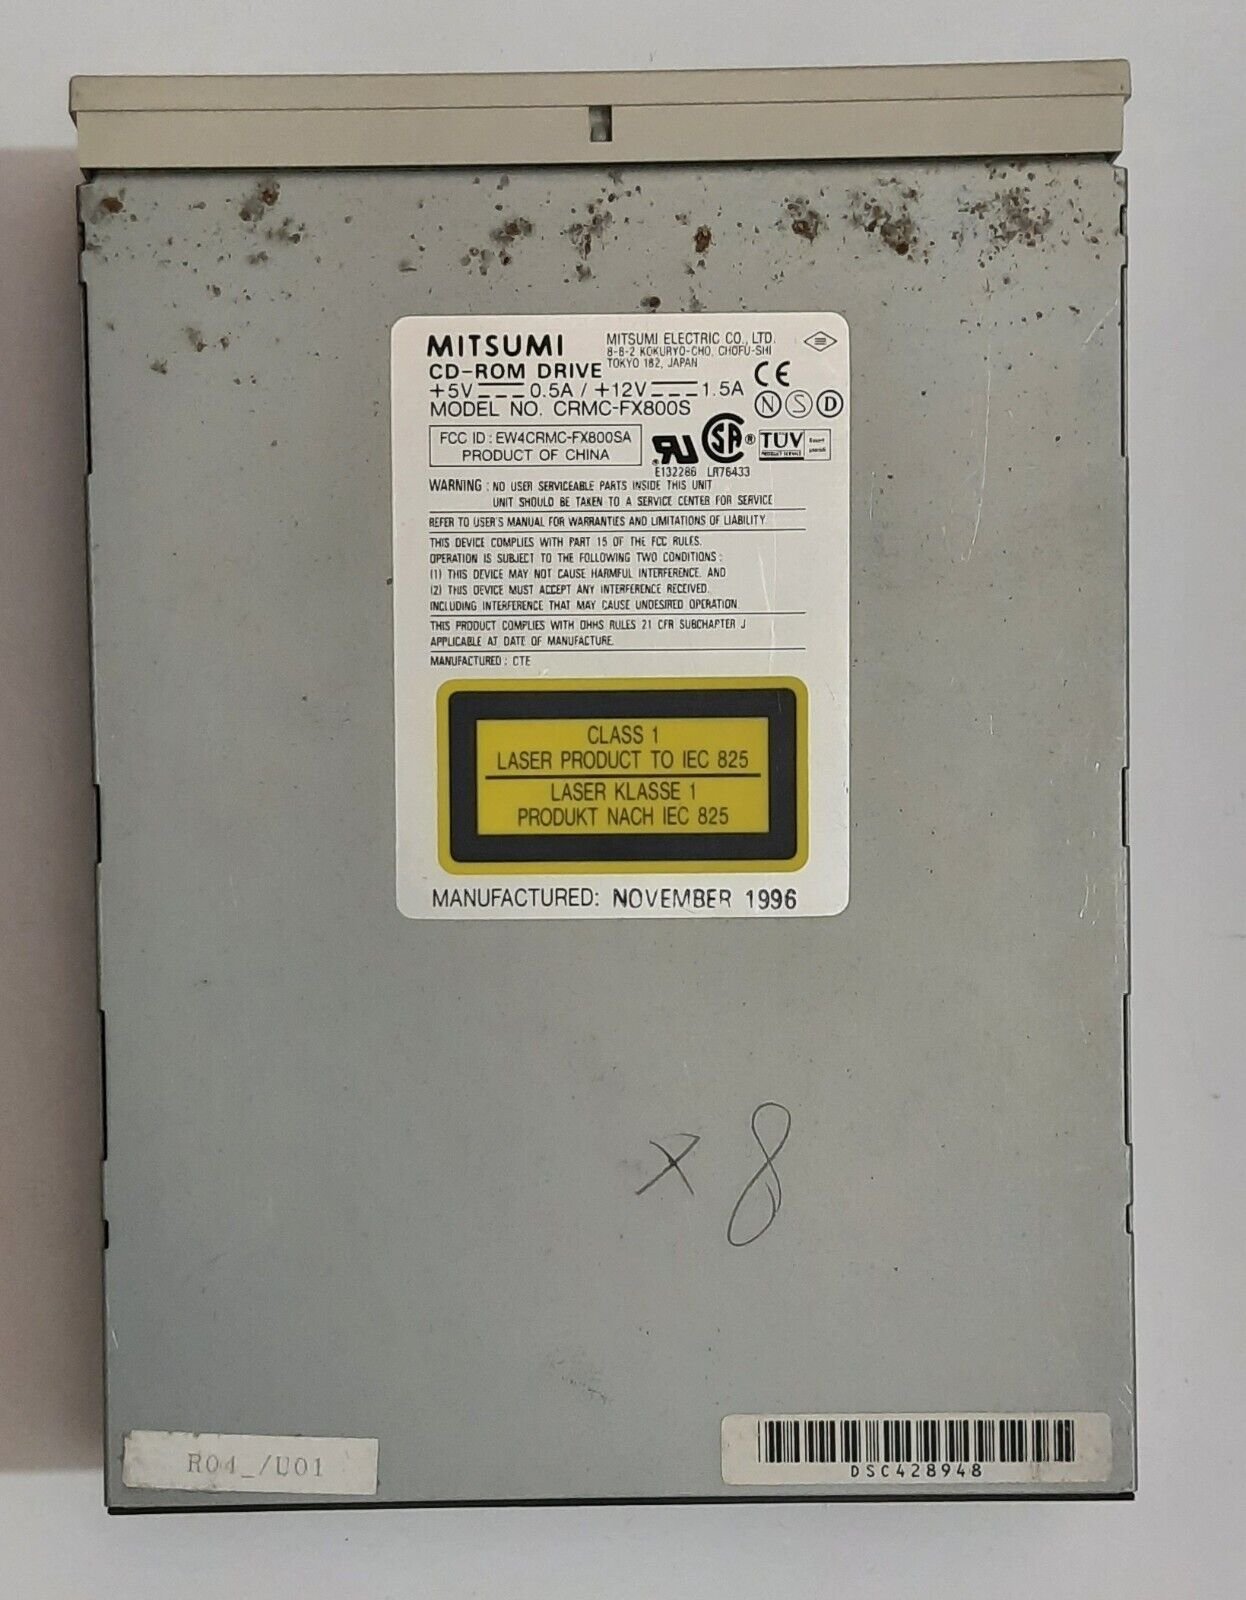 MITSUMI
MITSUMI ELECTRIC CO., LTD.
8-8-2 KOKURYO-CHO, CHOFU-SHI
TOKYO 182, JAPAN
CD-ROM DRIVE
+5V 0.5A / +12V 1.5A
CE
MODEL NO. CRMC-FX800S
N S D
FCC ID : EW4CRMC-FX800SA
PRODUCT OF CHINA
E132286 LR76433
SA ®
TÜV
PRODUCT SERVICE
WARNING : NO USER SERVICEABLE PARTS INSIDE THIS UNIT
UNIT SHOULD BE TAKEN TO A SERVICE CENTER FOR SERVICE
REFER TO USER'S MANUAL FOR WARRANTIES AND LIMITATIONS OF LIABILITY.
THIS DEVICE COMPLIES WITH PART 15 OF THE FCC RULES.
OPERATION IS SUBJECT TO THE FOLLOWING TWO CONDITIONS :
(1) THIS DEVICE MAY NOT CAUSE HARMFUL INTERFERENCE, AND
(2) THIS DEVICE MUST ACCEPT ANY INTERFERENCE RECEIVED,
INCLUDING INTERFERENCE THAT MAY CAUSE UNDESIRED OPERATION.
THIS PRODUCT COMPLIES WITH DHHS RULES 21 CFR SUBCHAPTER J
APPLICABLE AT DATE OF MANUFACTURE.
MANUFACTURED : CTE
CLASS 1
LASER PRODUCT TO IEC 825
LASER KLASSE 1
PRODUKT NACH IEC 825
MANUFACTURED: NOVEMBER 1996
x 8
R04_/U01
DSC428948